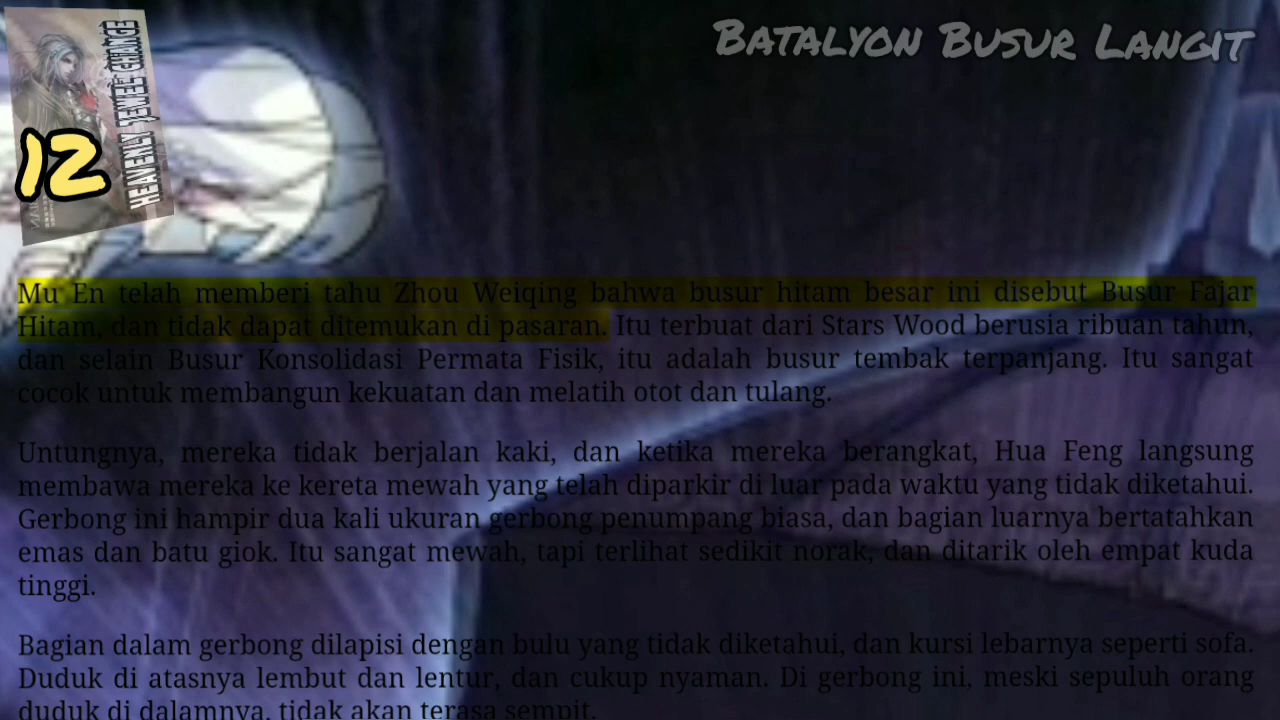 Batalyon Busur Langit
HEAVENLY JEWEL CHANGE
12
Mu En telah memberi tahu Zhou Weiqing bahwa busur hitam besar ini disebut Busur Fajar
Hitam, dan tidak dapat ditemukan di pasaran. Itu terbuat dari Stars Wood berusia ribuan tahun,
dan selain Busur Konsolidasi Permata Fisik, itu adalah busur tembak terpanjang. Itu sangat
cocok untuk membangun kekuatan dan melatih otot dan tulang.
Untungnya, mereka tidak berjalan kaki, dan ketika mereka berangkat, Hua Feng langsung
membawa mereka ke kereta mewah yang telah diparkir di luar pada waktu yang tidak diketahui.
Gerbong ini hampir dua kali ukuran gerbong penumpang biasa, dan bagian luarnya bertatahkan
emas dan batu giok. Itu sangat mewah, tapi terlihat sedikit norak, dan ditarik oleh empat kuda
tinggi.
Bagian dalam gerbong dilapisi dengan bulu yang tidak diketahui, dan kursi lebarnya seperti sofa.
Duduk di atasnya lembut dan lentur, dan cukup nyaman. Di gerbong ini, meski sepuluh orang
duduk di dalamnya, tidak akan terasa sempit.